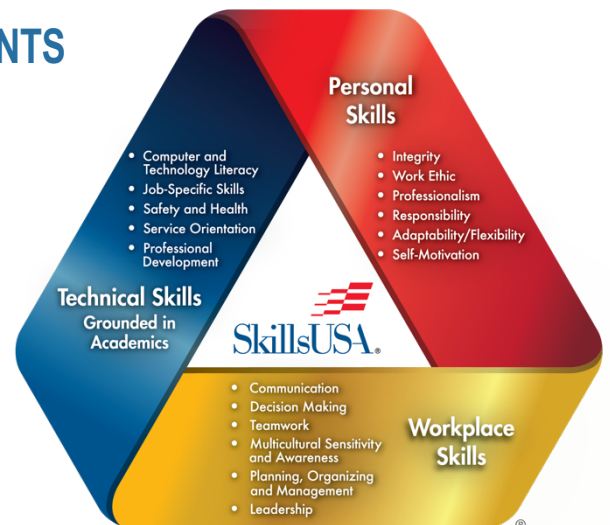 NTS
Personal
Skills
• Integrity
• Work Ethic
• Professionalism
• Responsibility
• Adaptability/Flexibility
• Self-Motivation
• Computer and
Technology Literacy
• Job-Specific Skills
• Safety and Health
• Service Orientation
• Professional
Development
Technical Skills
Grounded in
Academics
SkillsUSA®
• Communication
• Decision Making
• Teamwork
• Multicultural Sensitivity
and Awareness
• Planning, Organizing
and Management
• Leadership
Workplace
Skills
®